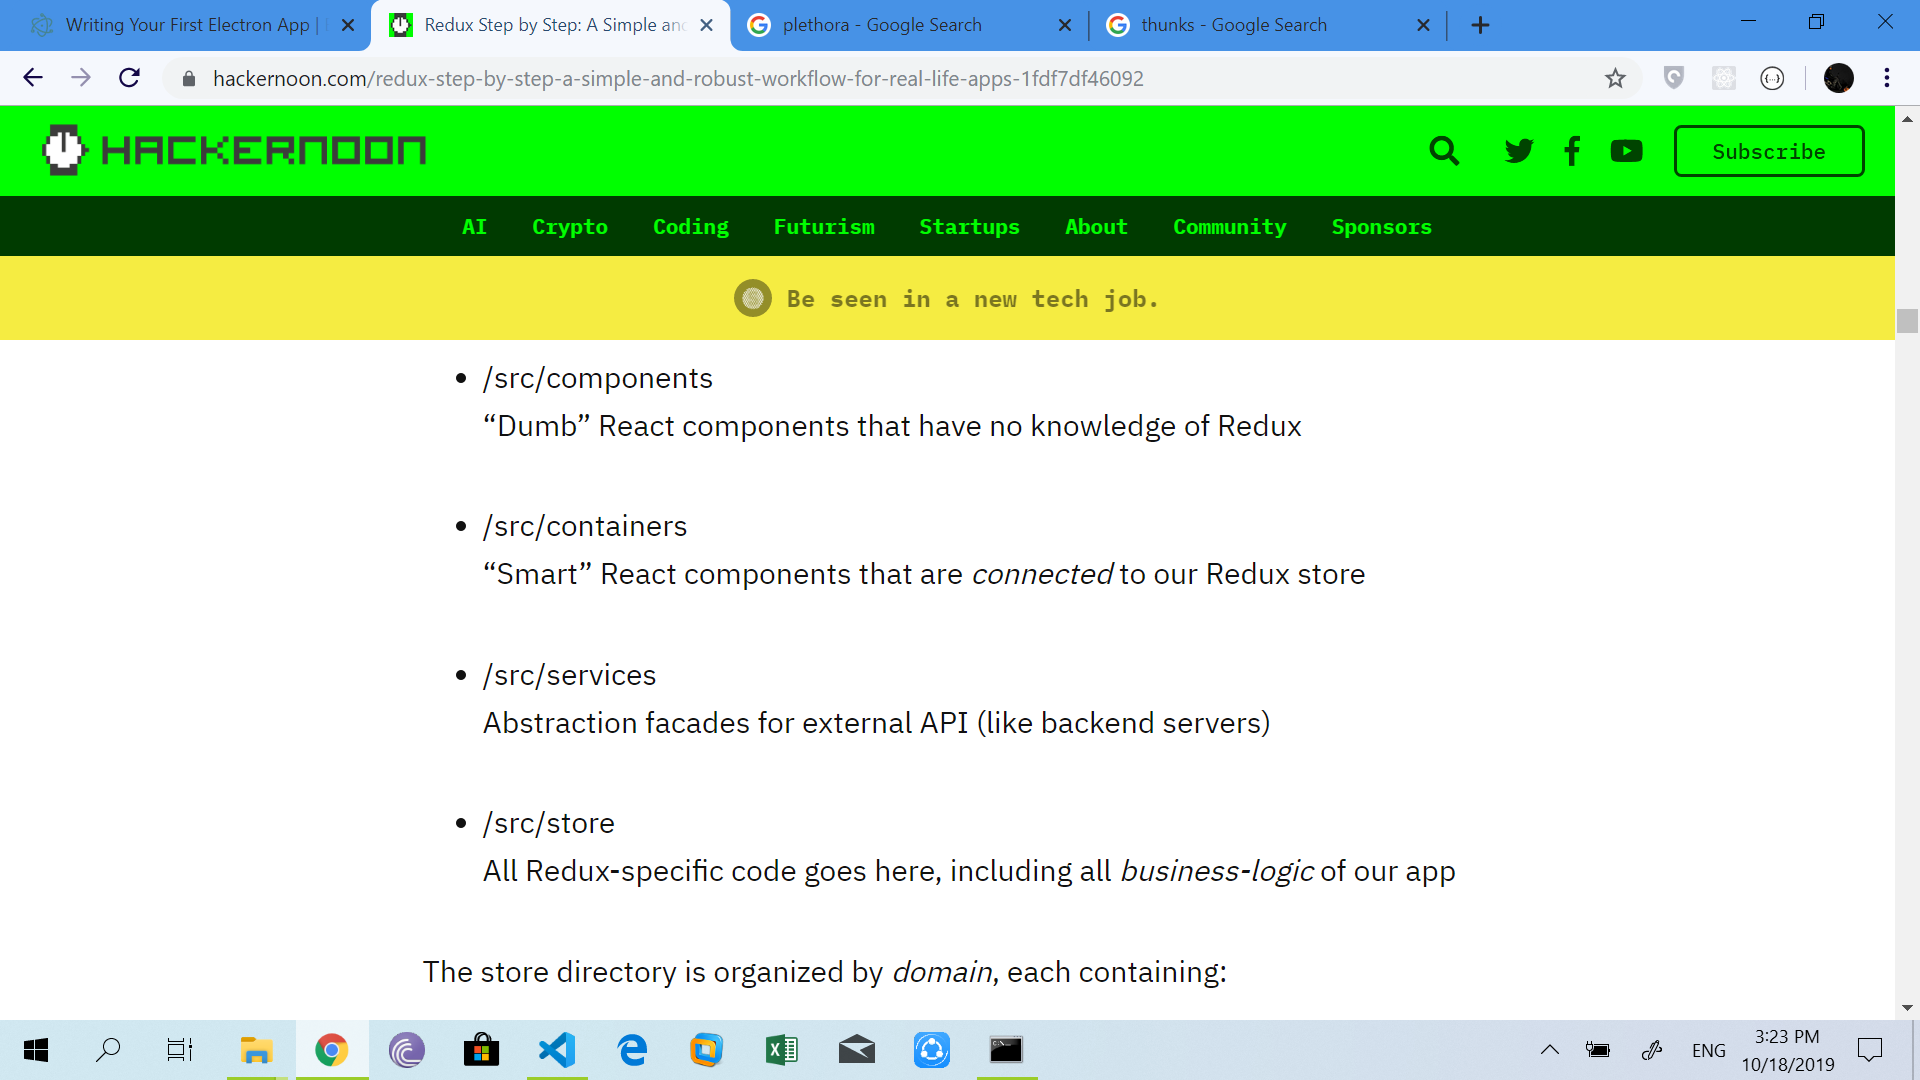 Writing Your First Electron App |
Redux Step by Step: A Simple and
plethora - Google Search
thunks - Google Search
hackernoon.com/redux-step-by-step-a-simple-and-robust-workflow-for-real-life-apps-1fdf7df46092
HACKERNOON
Subscribe
AI Crypto Coding Futurism Startups About Community Sponsors
Be seen in a new tech job.
• /src/components
“Dumb” React components that have no knowledge of Redux
• /src/containers
“Smart” React components that are connected to our Redux store
• /src/services
Abstraction facades for external API (like backend servers)
• /src/store
All Redux-specific code goes here, including all business-logic of our app
The store directory is organized by domain, each containing:
ENG
3:23 PM
10/18/2019